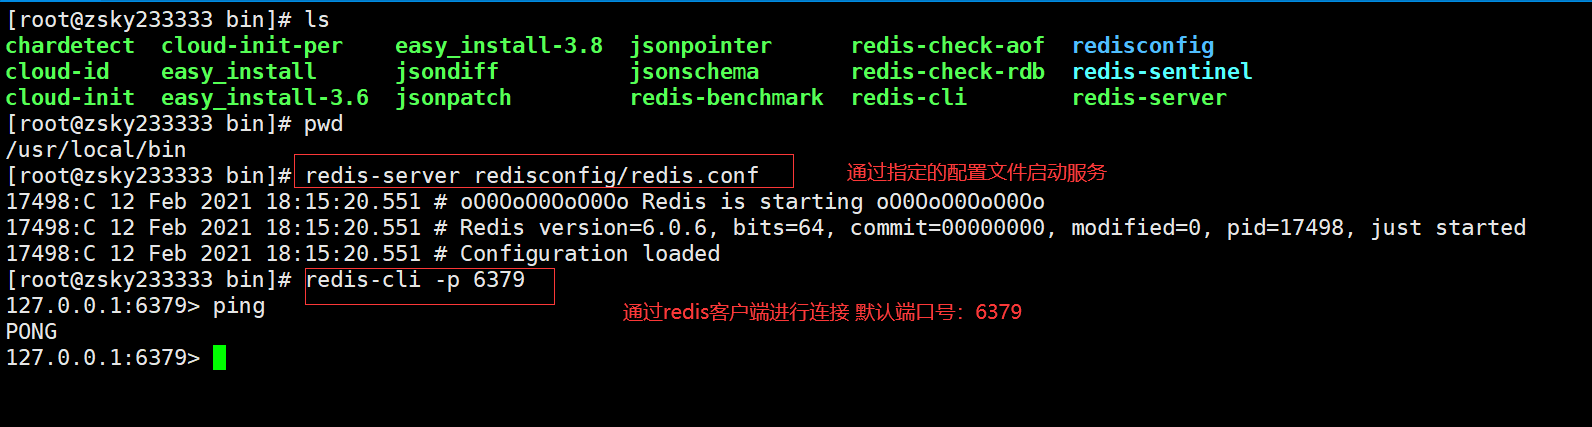 [root@zsky233333 bin]# ls
chardetect  cloud-init-per    easy_install-3.8  jsonpointer      redis-check-aof  redisconfig
cloud-id    easy_install      jsondiff          jsonschema       redis-check-rdb  redis-sentinel
cloud-init  easy_install-3.6  jsonpatch         redis-benchmark  redis-cli        redis-server
[root@zsky233333 bin]# pwd
/usr/local/bin
[root@zsky233333 bin]# redis-server redisconfig/redis.conf 通过指定的配置文件启动服务
17498:C 12 Feb 2021 18:15:20.551 # oO0OoO0OoO0Oo Redis is starting oO0OoO0OoO0Oo
17498:C 12 Feb 2021 18:15:20.551 # Redis version=6.0.6, bits=64, commit=00000000, modified=0, pid=17498, just started
17498:C 12 Feb 2021 18:15:20.551 # Configuration loaded
[root@zsky233333 bin]# redis-cli -p 6379
127.0.0.1:6379> ping 通过redis客户端进行连接 默认端口号：6379
PONG
127.0.0.1:6379>